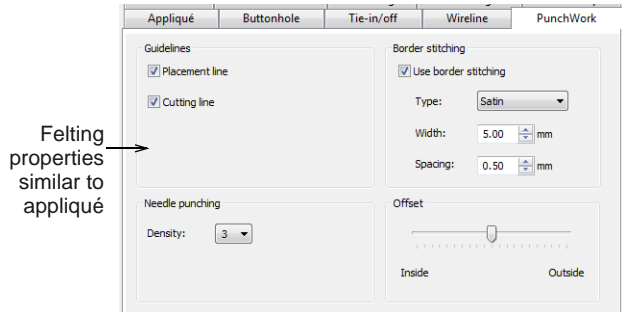 Appliqué Buttonhole Tie-in/off Wireline PunchWork
Guidelines
Placement line
Cutting line
Border stitching
Use border stitching
Type: Satin
Width: 5.00 mm
Spacing: 0.50 mm
Felting
properties
similar to
appliqué
Needle punching
Density: 3
Offset
Inside Outside